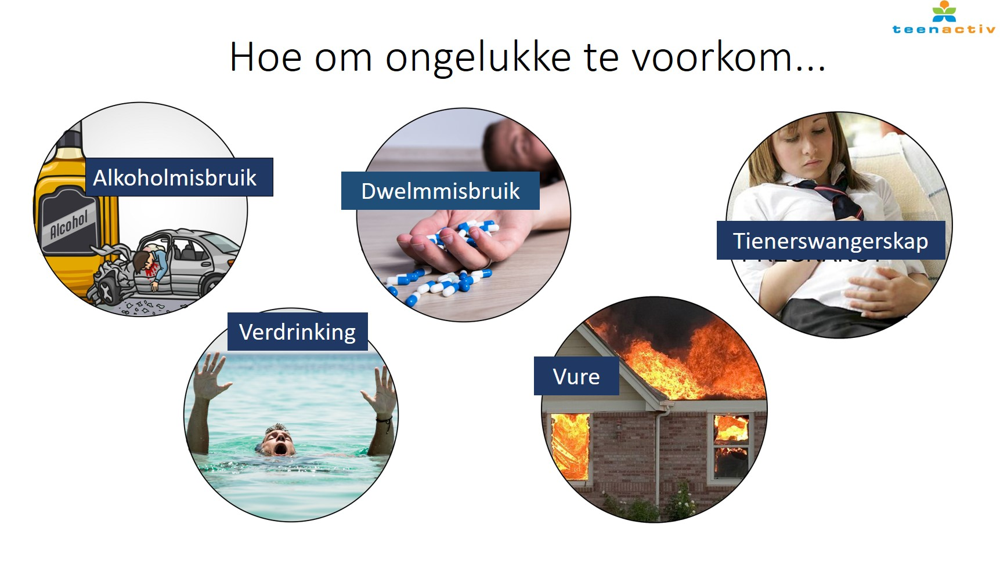 teenactiv
Hoe om ongelukke te voorkom...
Alkoholmisbruik
Alcohol
Dwelmmisbruik
Tienerswangerskap
Verdrinking
Vure